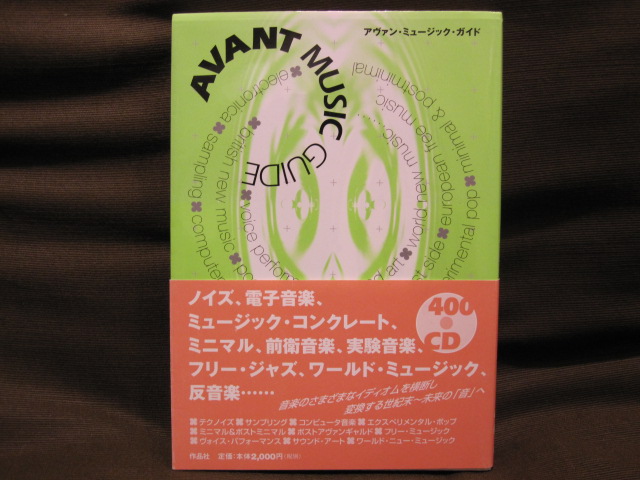 アヴァン・ミュージック・ガイド
AVANT MUSIC GUIDE
electronica
sampling
computer
british new music
voice perfor
minimal & postminimal
european free music
world new music
pop
rimental
side
art
ノイズ、電子音楽、
ミュージック・コンクレート、
ミニマル、前衛音楽、実験音楽、
フリー・ジャズ、ワールド・ミュージック、
反音楽……
400
CD
音楽のさまざまなイディオムを横断し
変換する世紀末〜未来の「音」へ
テクノイズ サンプリング コンピュータ音楽 エクスペリメンタル・ポップ
ミニマル&ポストミニマル ポストアヴァンギャルド フリー・ミュージック
ヴォイス・パフォーマンス サウンド・アート ワールド・ニュー・ミュージック
作品社 定価:本体2,000円(税別)